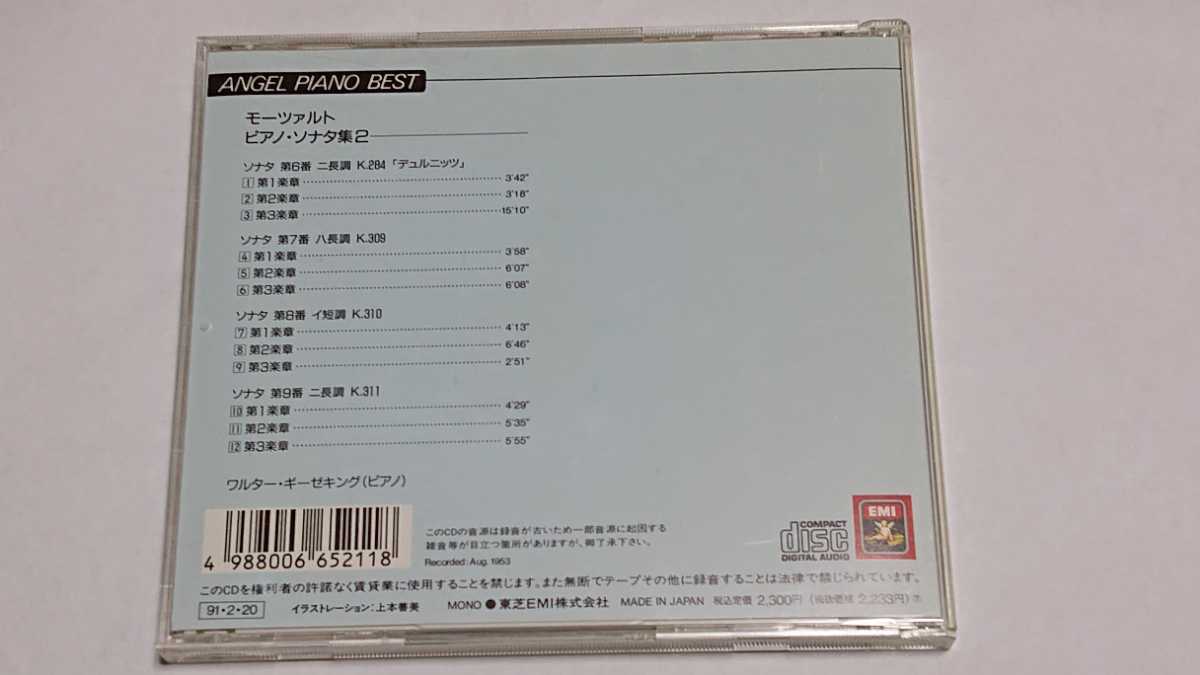 ANGEL PIANO BEST
モーツァルト
ピアノ・ソナタ集2
ソナタ 第6番 ニ長調 K.284 「デュルニッツ」
1 第1楽章 3'42"
2 第2楽章 3'18"
3 第3楽章 15'10"
ソナタ 第7番 ハ長調 K.309
4 第1楽章 3'58"
5 第2楽章 6'07"
6 第3楽章 6'08"
ソナタ 第8番 イ短調 K.310
7 第1楽章 4'13"
8 第2楽章 6'46"
9 第3楽章 2'51"
ソナタ 第9番 ニ長調 K.311
10 第1楽章 4'29"
11 第2楽章 5'35"
12 第3楽章 5'55"
ワルター・ギーゼキング(ピアノ)
4 988006 652118
このCDの音源は録音が古いため一部音源に起因する
雑音等が目立つ箇所がありますが、御了承下さい。
Recorded: Aug. 1953
COMPACT
disc
DIGITAL AUDIO
EMI
このCDを権利者の許諾なく賃貸業に使用することを禁じます。また無断でテープその他に録音することは法律で禁じられています。
91・2・20 イラストレーション:上本番美 MONO ● 東芝EMI株式会社 MADE IN JAPAN 税込定価 2,300円 (税抜価格 2,233円)